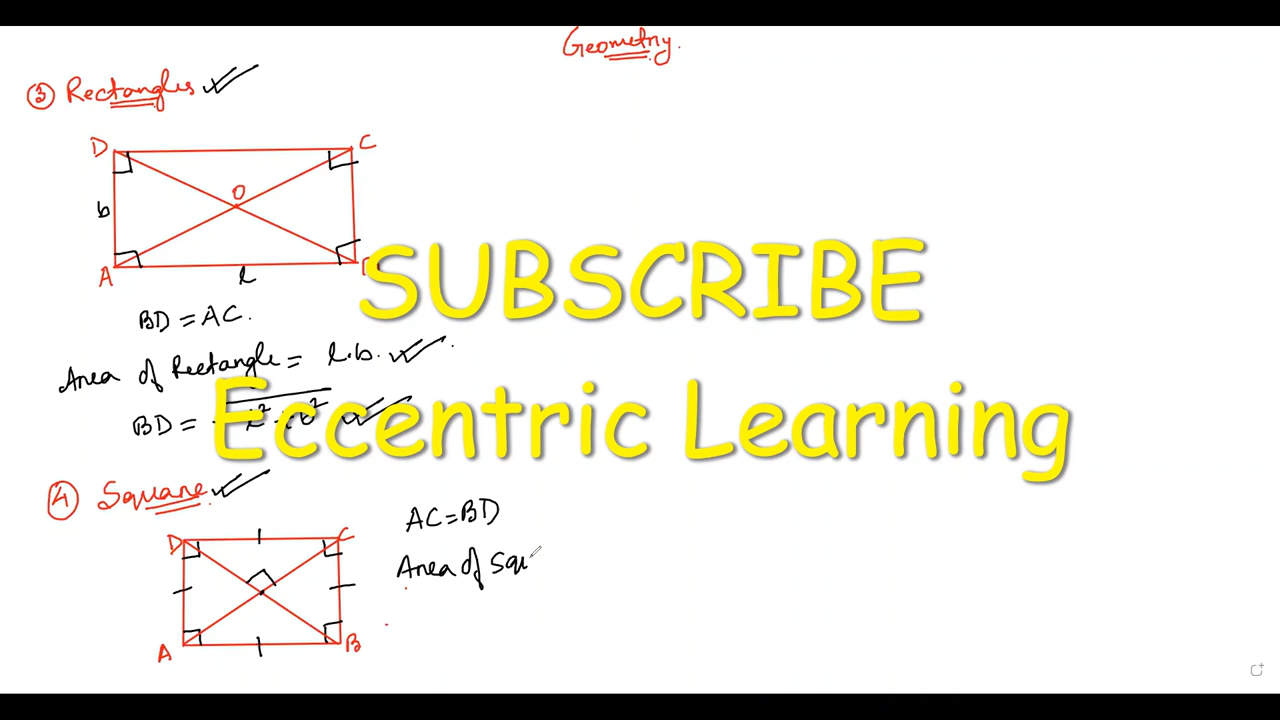 Geometry.
③ Rectangles
D
C
O
b
A
l
BD = AC.
Area of Rectangle = l.b.
SUBSCRIBE
BD =
Eccentric Learning
④ Square
AC = BD
Area of Squ
D
C
A
B